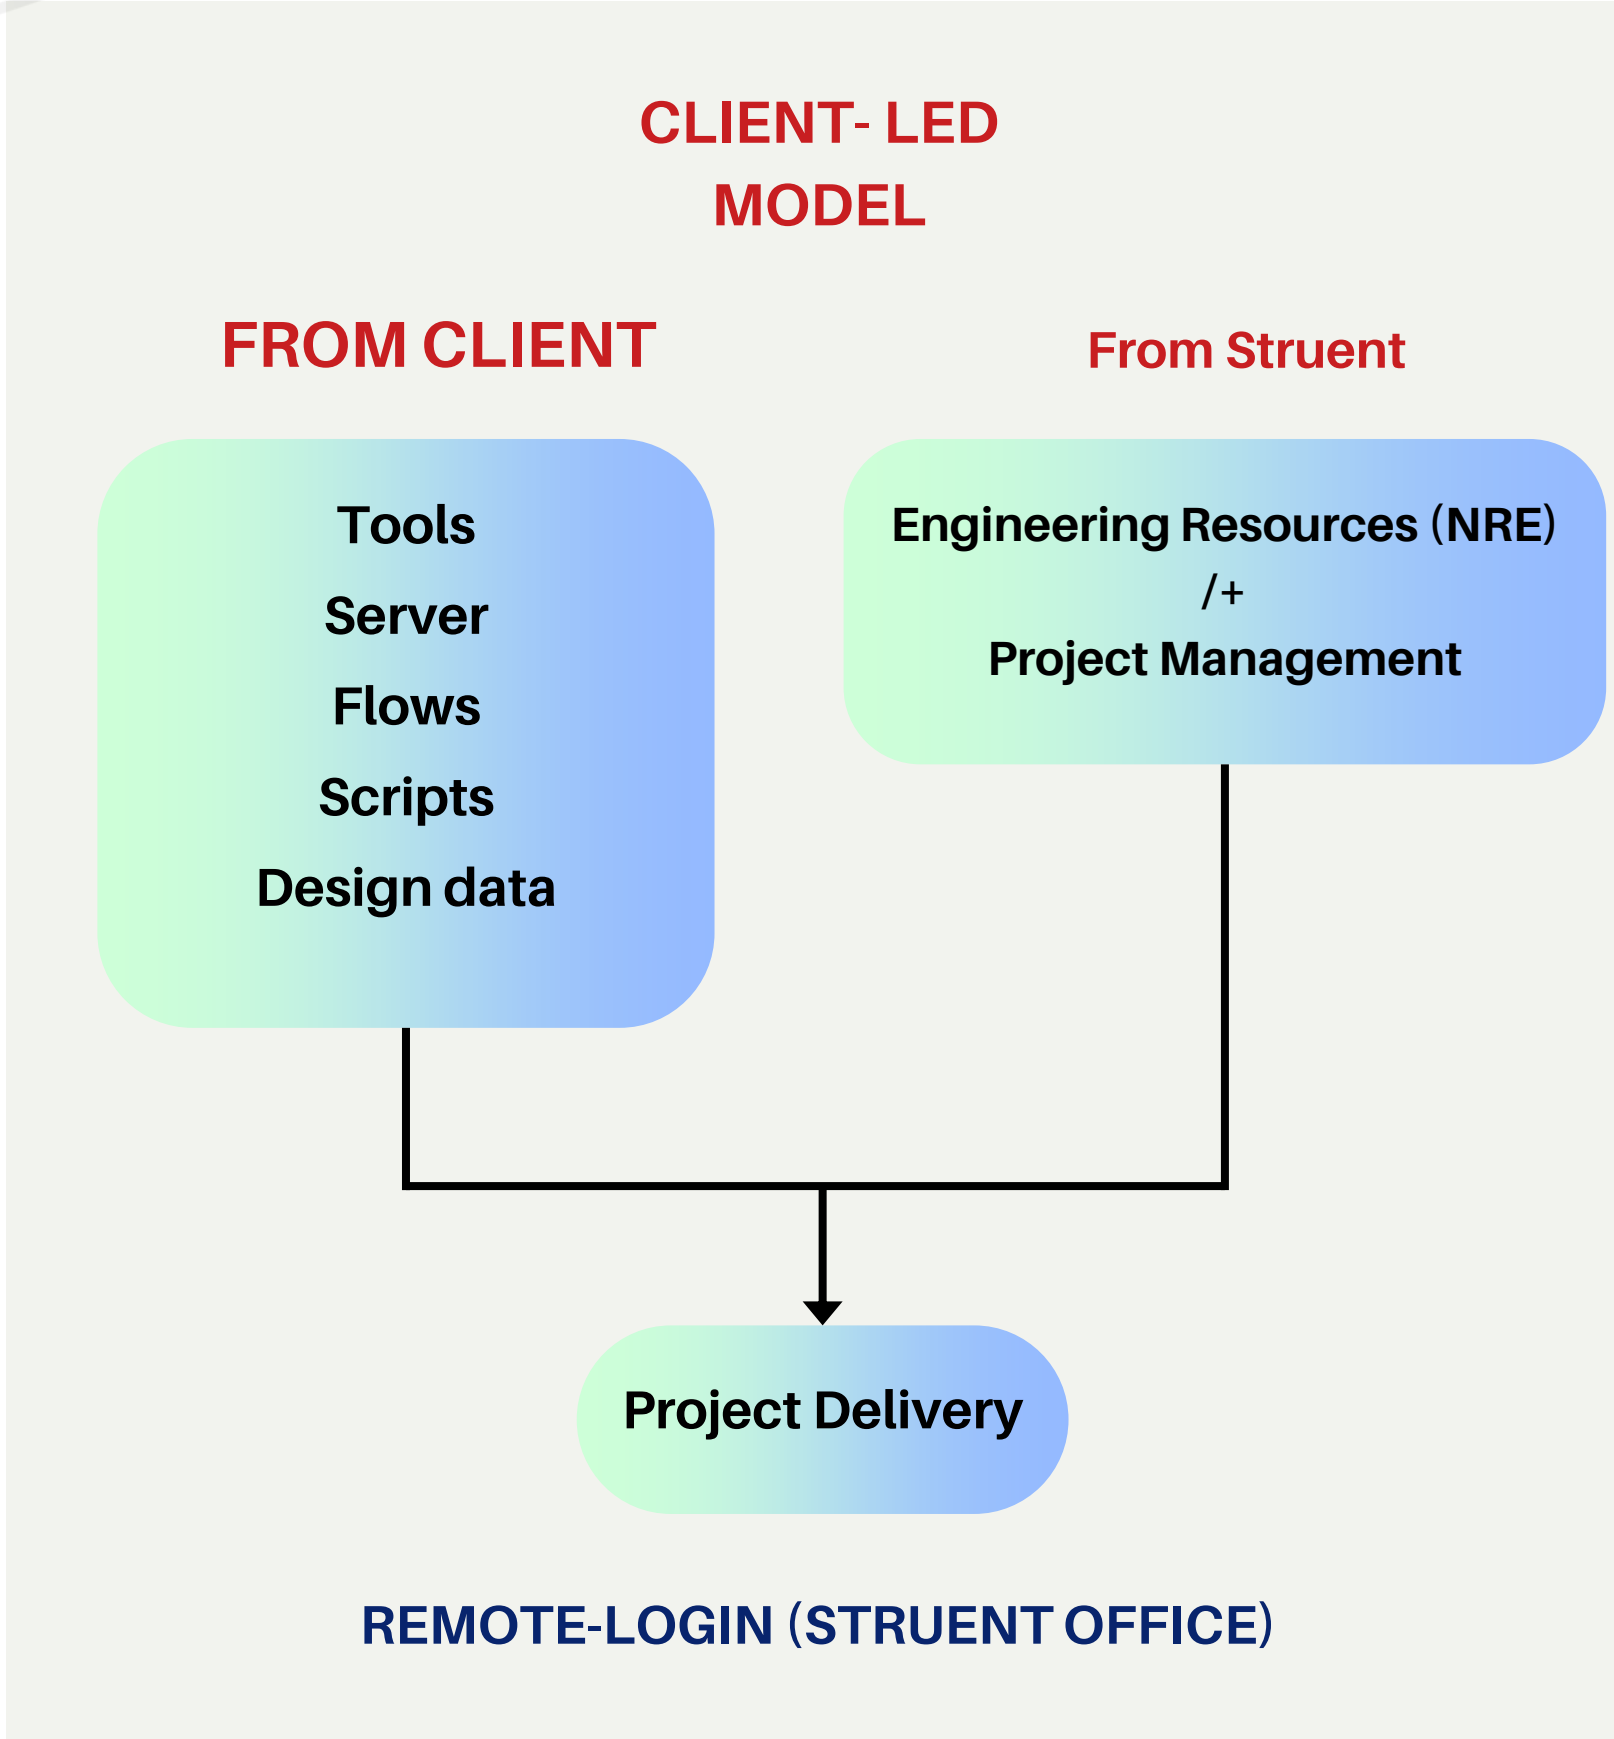 CLIENT- LED
MODEL
FROM CLIENT
Tools
Server
Flows
Scripts
Design data
From Struent
Engineering Resources (NRE)
/+
Project Management
Project Delivery
REMOTE-LOGIN (STRUENT OFFICE)